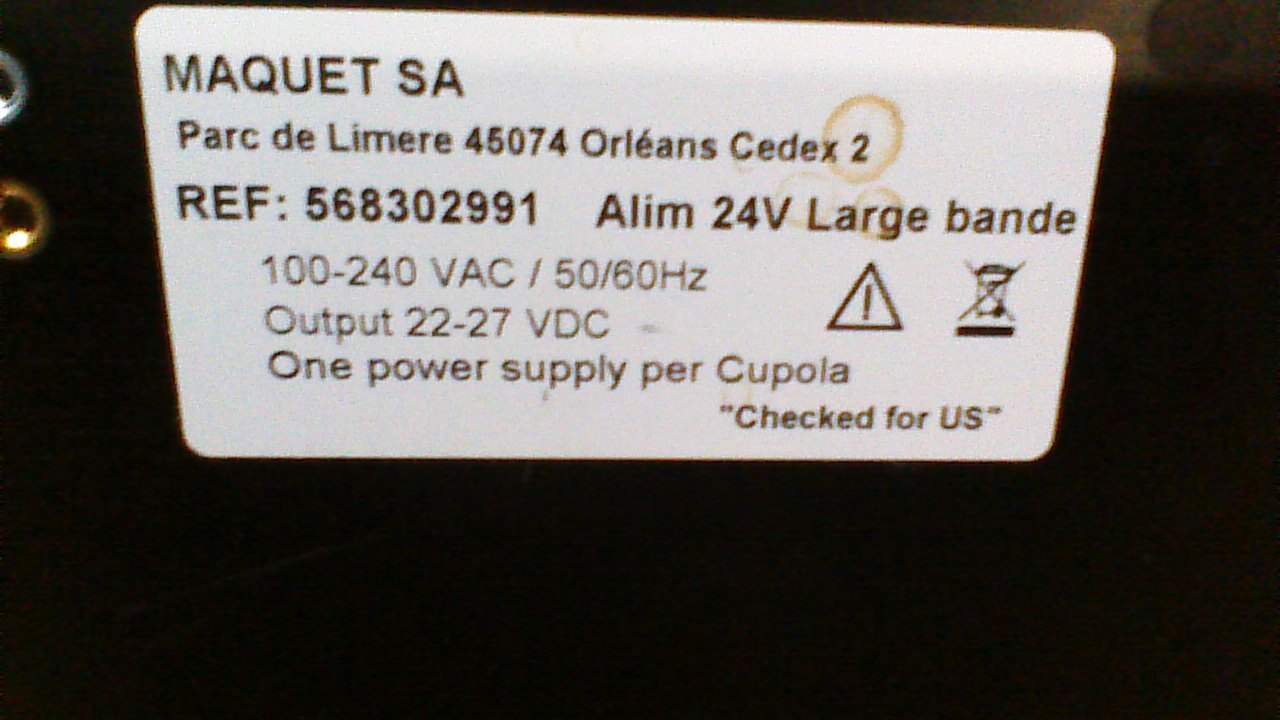 MAQUET SA
Parc de Limere 45074 Orléans Cedex 2
REF: 568302991 Alim 24V Large bande
100-240 VAC / 50/60Hz
Output 22-27 VDC
One power supply per Cupola
"Checked for US"